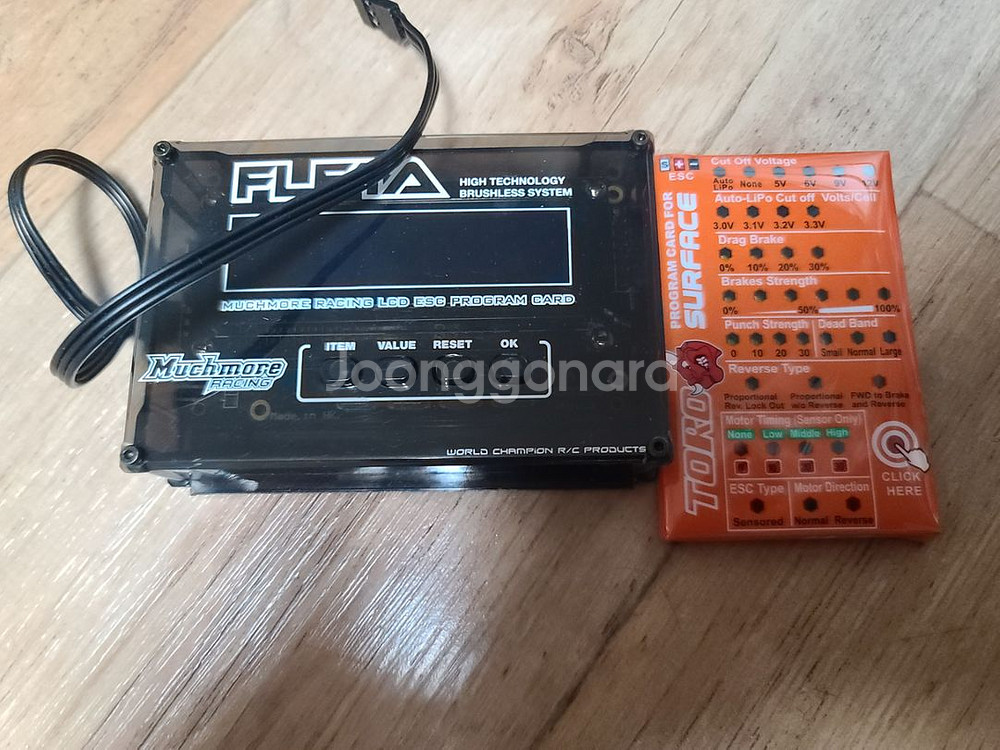 FLETA
HIGH TECHNOLOGY
BRUSHLESS SYSTEM
MUCHMORE RACING LCD ESC PROGRAM CARD
ITEM VALUE RESET OK
Muchmore
RACING
Made in
WORLD CHAMPION R/C PRODUCTS
Joonggonara
S + -
ESC
PROGRAM CARD FOR
SURFACE
TORO
Cut Off Voltage
Auto LiPo None 5V 6V 9V 12V
Auto-LiPo Cut off Volts/Cell
3.0V 3.1V 3.2V 3.3V
Drag Brake
0% 10% 20% 30%
Brakes Strength
0% 50% 100%
Punch Strength
0 10 20 30
Dead Band
Small Normal Large
Reverse Type
Proportional
Rev. Lock Out
Proportional
w/o Reverse
FWD to Brake
and Reverse
Motor Timing (Sensor Only)
None Low Middle High
CLICK
HERE
ESC Type
Sensored
Motor Direction
Normal Reverse